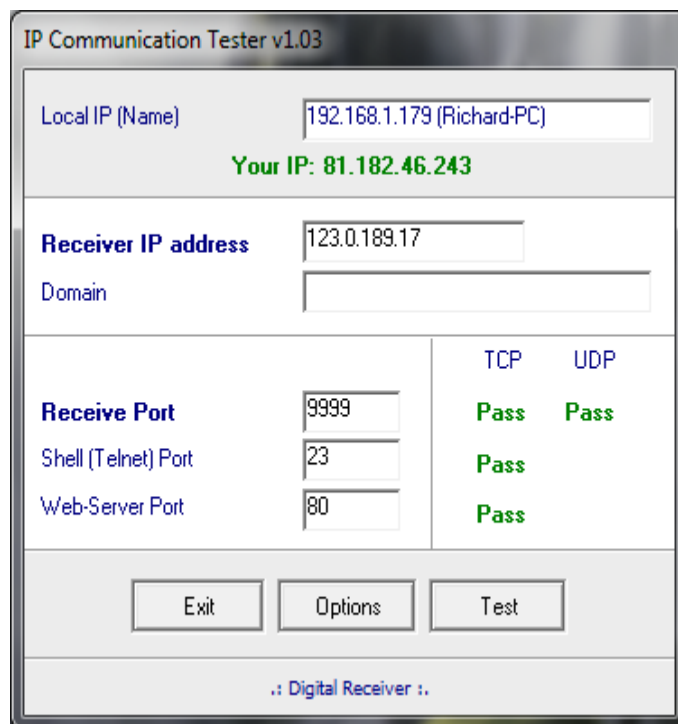 IP Communication Tester v1.03
Local IP (Name) 192.168.1.179 (Richard-PC)
Your IP: 81.182.46.243
Receiver IP address 123.0.189.17
Domain
TCP UDP
Receive Port 9999 Pass Pass
Shell (Telnet) Port 23 Pass
Web-Server Port 80 Pass
Exit Options Test
.: Digital Receiver :.